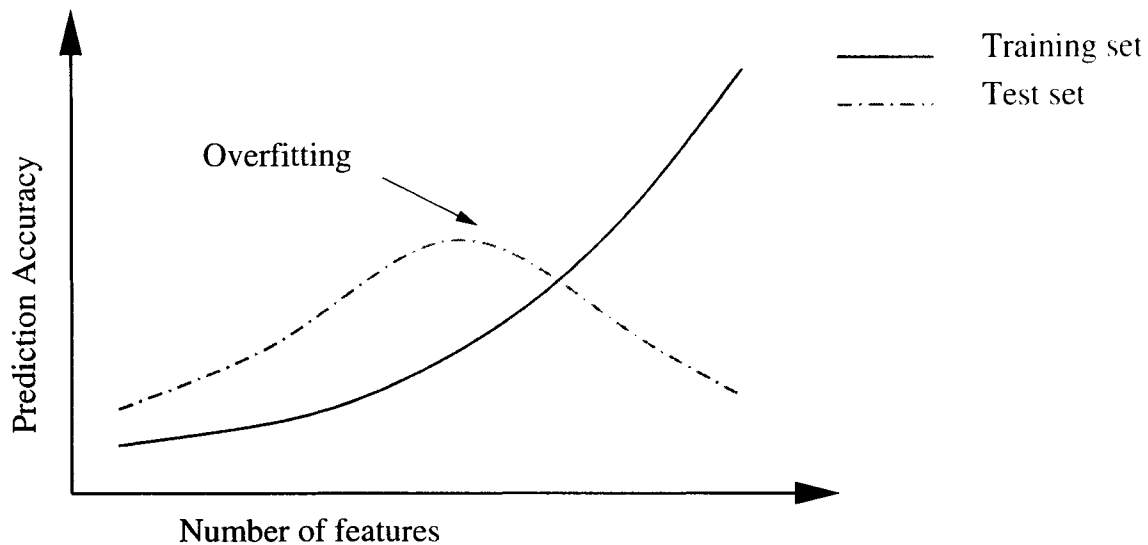 Training set
Test set
Overfitting
Prediction Accuracy
Number of features